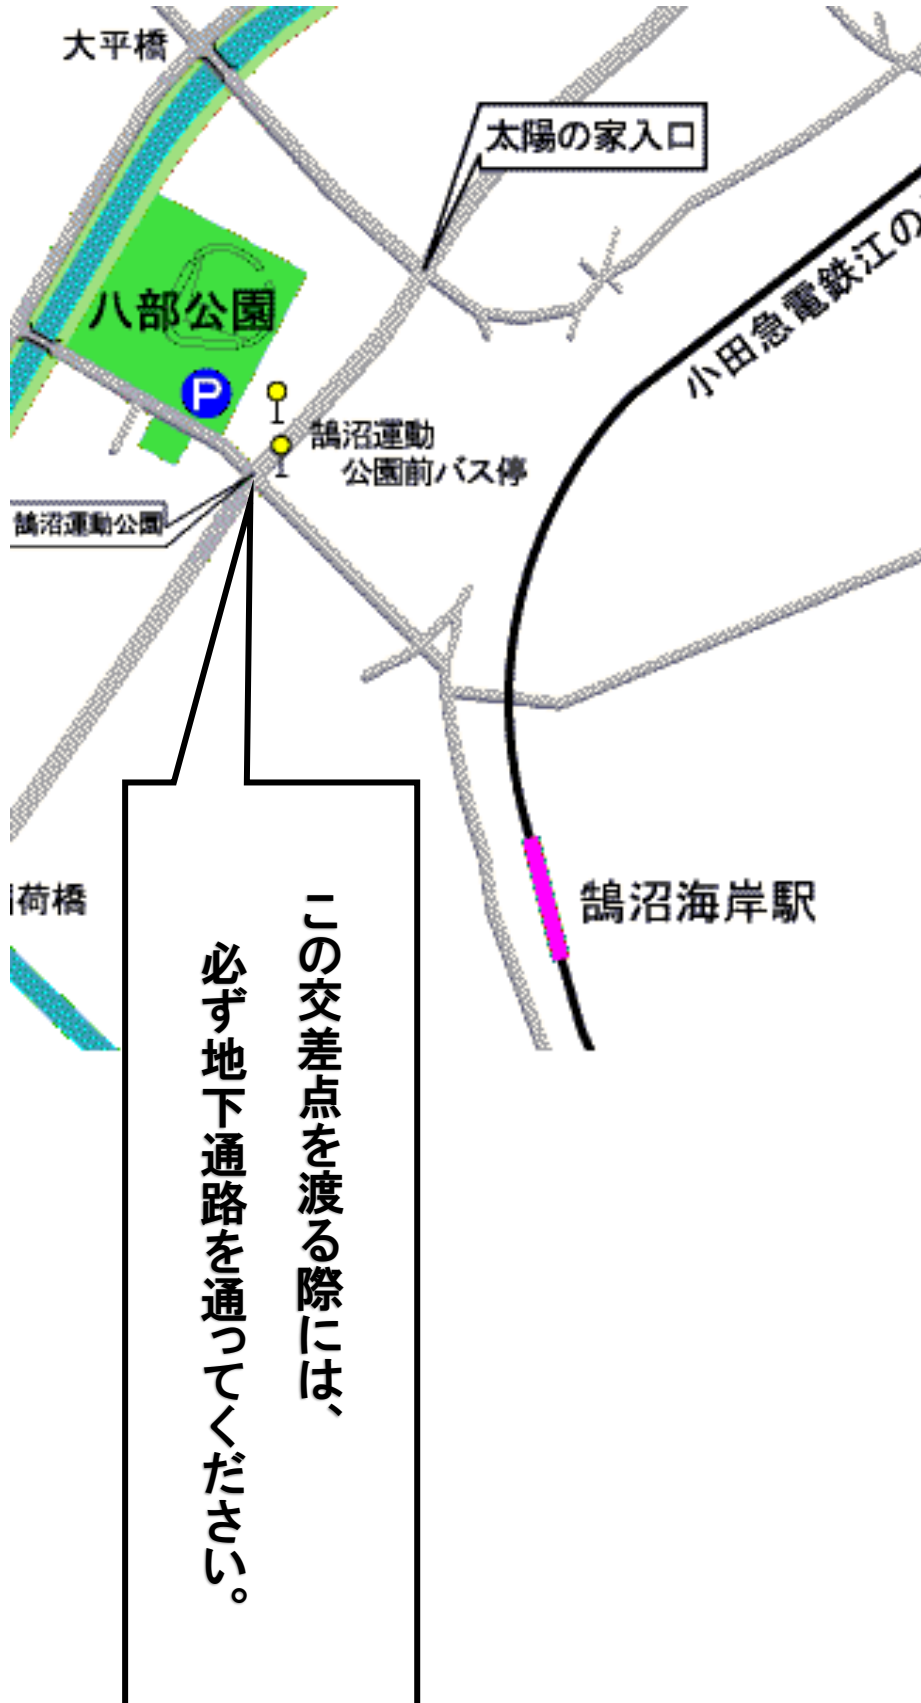 大平橋
太陽の家入口
小田急電鉄江の
八部公園
P
鵠沼運動
公園前バス停
鵠沼運動公園
荷橋
鵠沼海岸駅
この交差点を渡る際には、
必ず地下通路を通ってください。